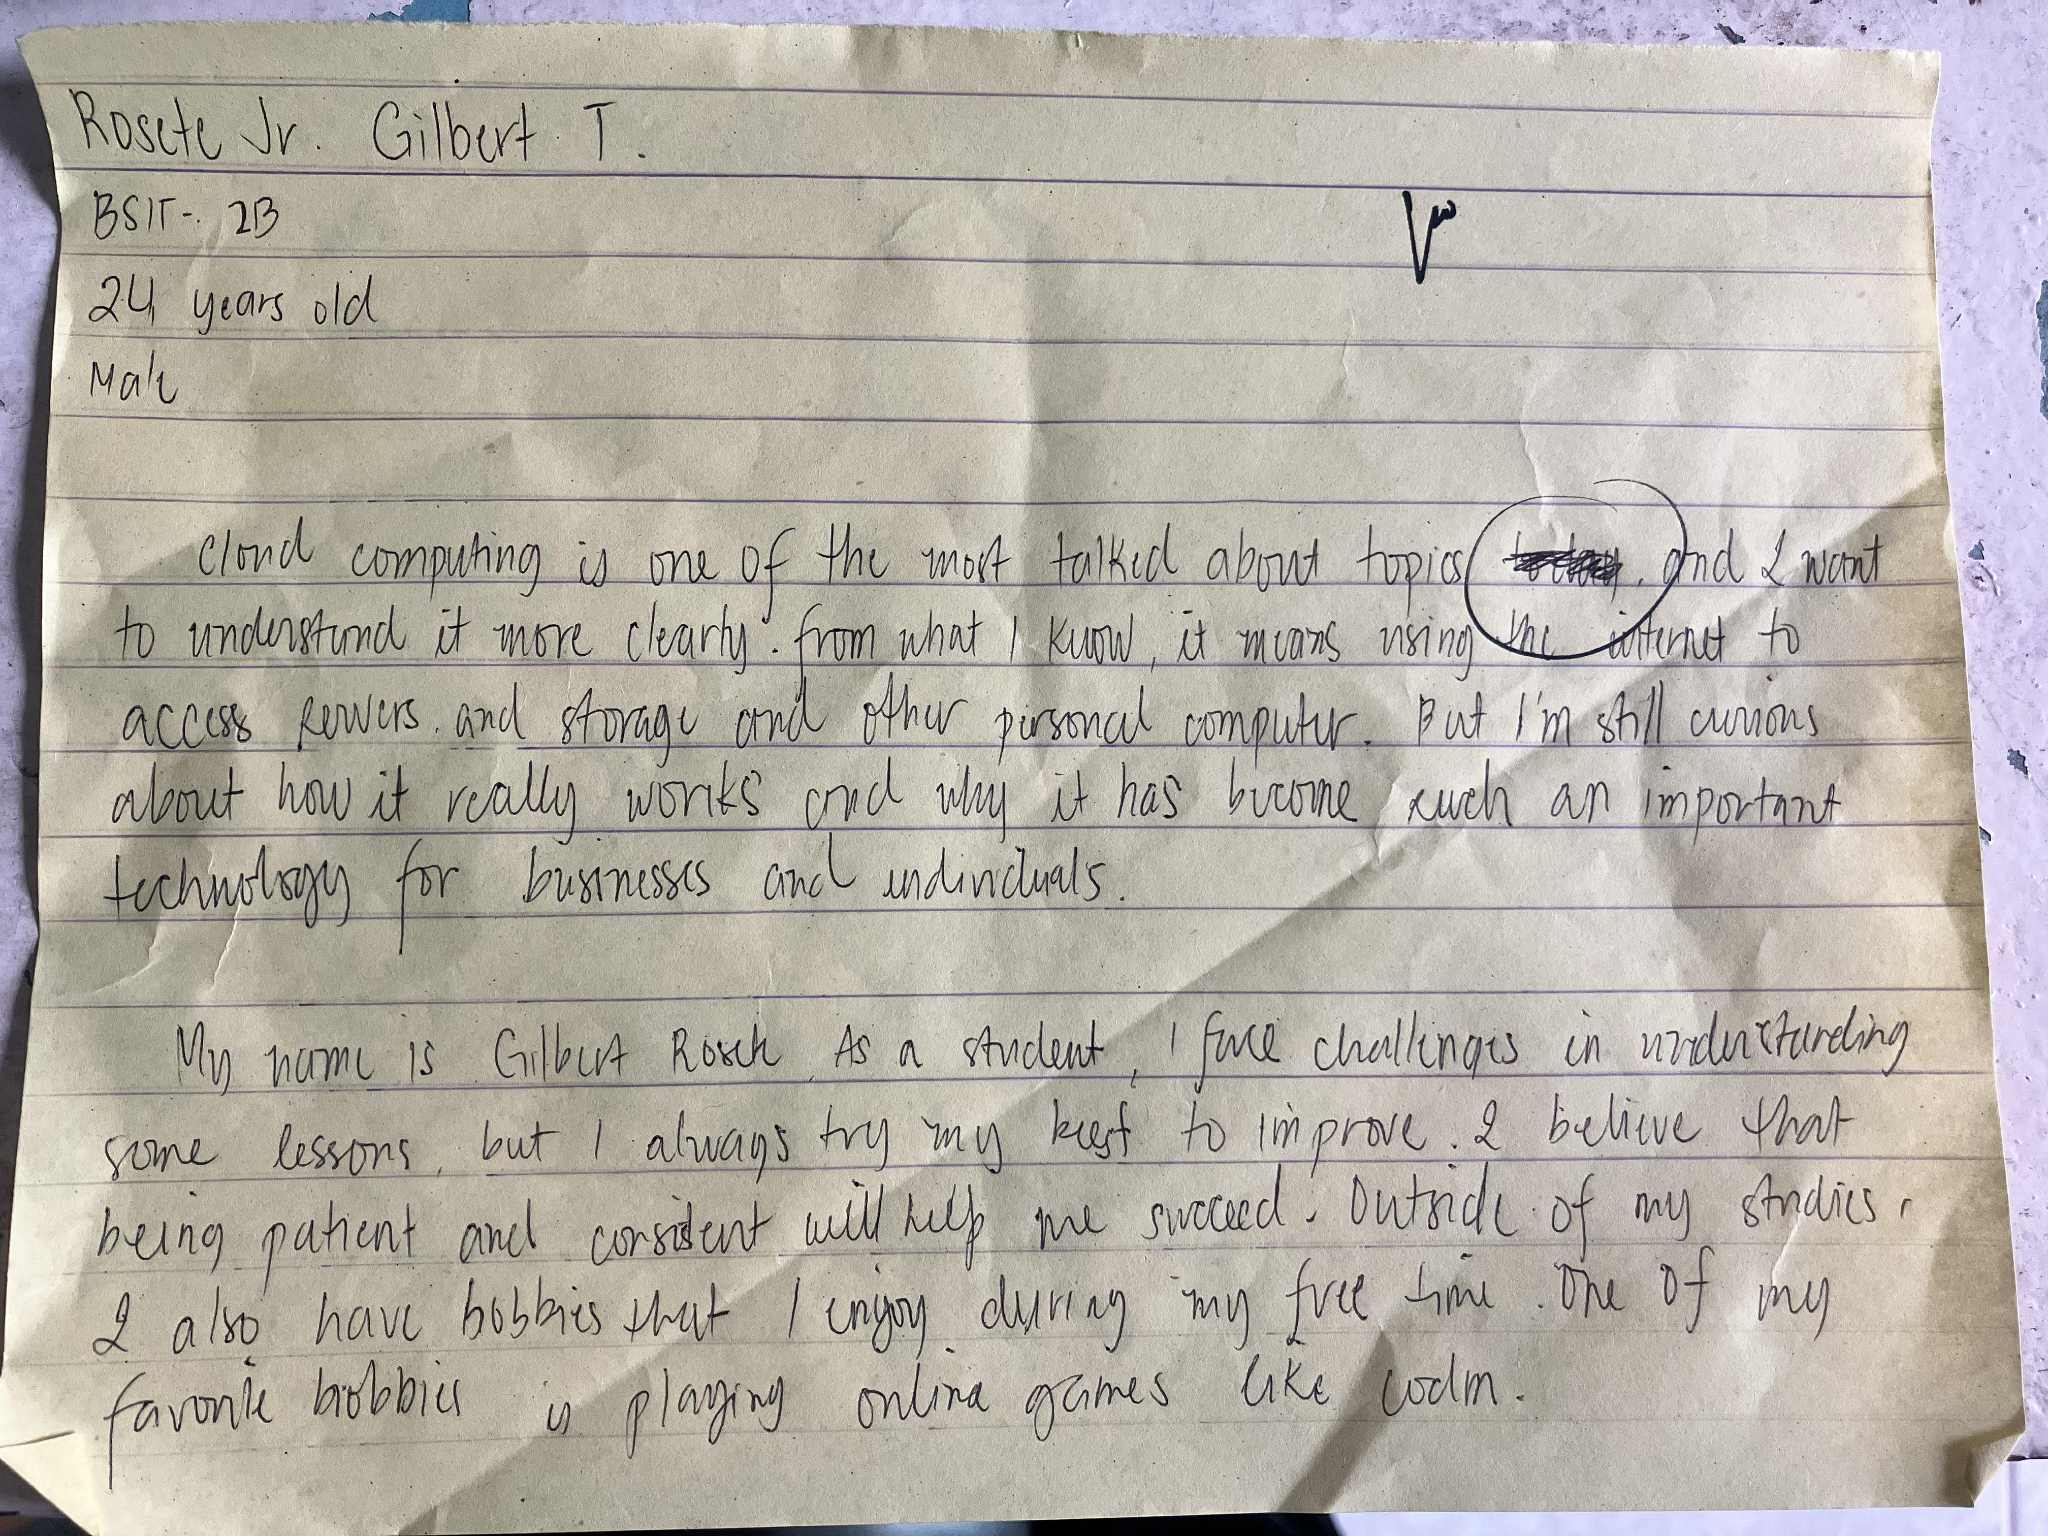 Rosete Jr. Gilbert T.
BSIT - 2B
24 years old
Male
Cloud computing is one of the most talked about topics and I want
to understand it more clearly. from what I know, it means using the internet to
access servers. and storage and other personal computer. But I'm still curious
about how it really works and why it has become such an important
technology for businesses and individuals.
My name is Gilbert Rosete. As a student, I face challenges in understanding
some lessons, but I always try my best to improve. I believe that
being patient and consistent will help me succeed. Outside of my studies,
I also have hobbies that I enjoy during my free time. One of my
favorite hobbies is playing online games like codm.